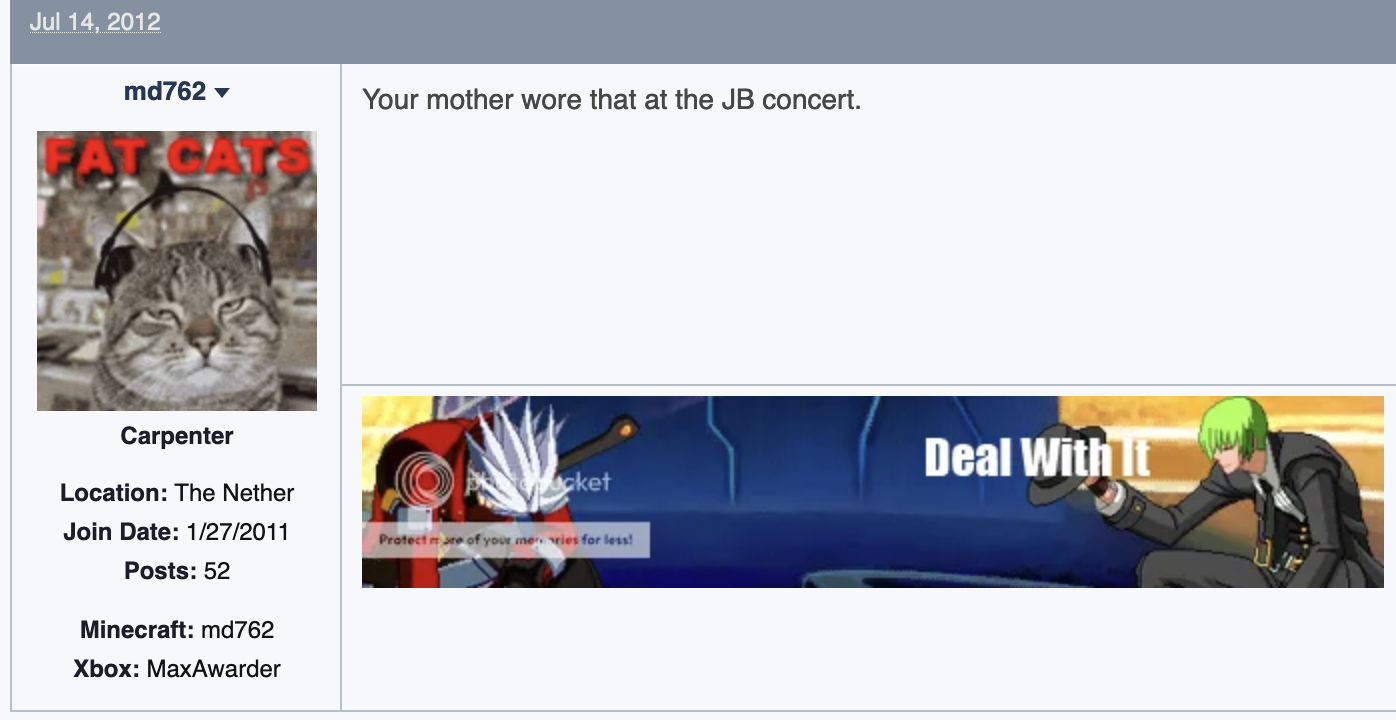 Jul 14, 2012
md762
Your mother wore that at the JB concert.
FAT CATS
Carpenter
Location: The Nether
Join Date: 1/27/2011
Posts: 52
Minecraft: md762
Xbox: MaxAwarder
Deal With It
photobucket
Protect more of your memories for less!